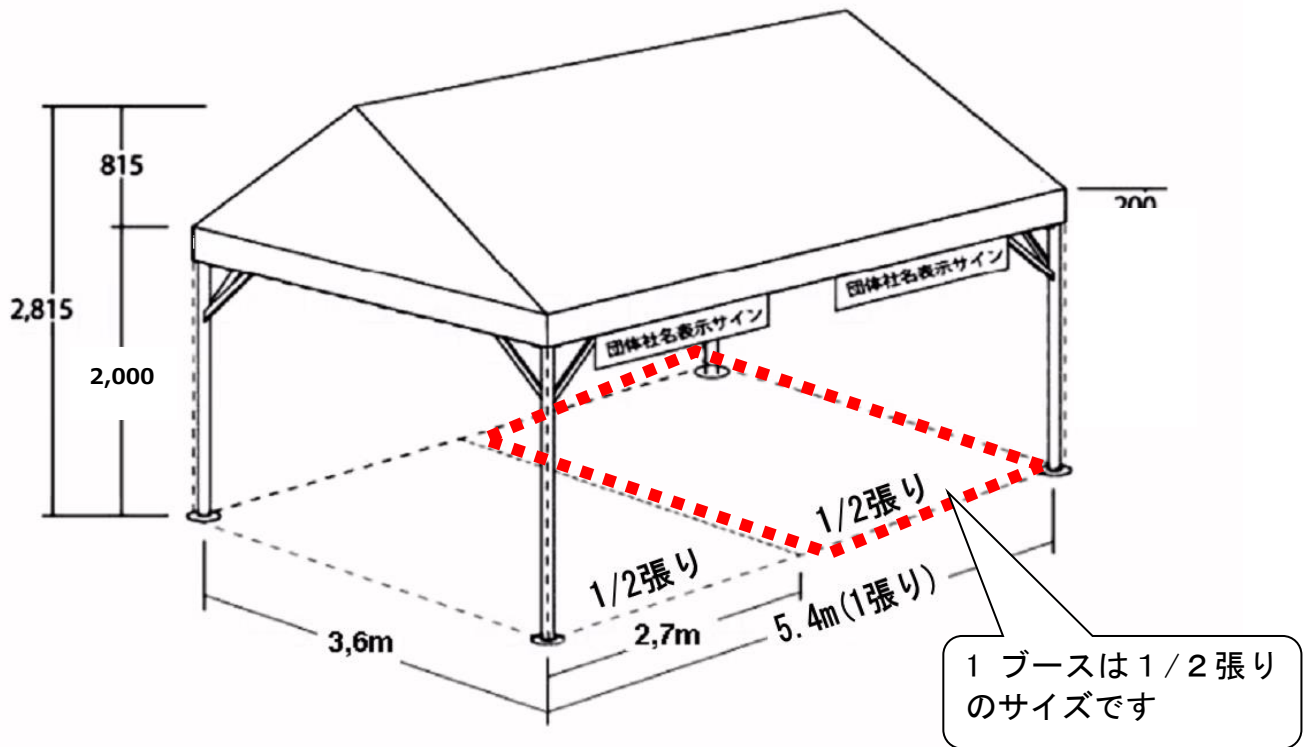 815
200
2,815
2,000
団体社名表示サイン
団体社名表示サイン
1/2張り
1/2張り
3,6m
2,7m
5.4m(1張り)
1 ブースは1/2張り
のサイズです